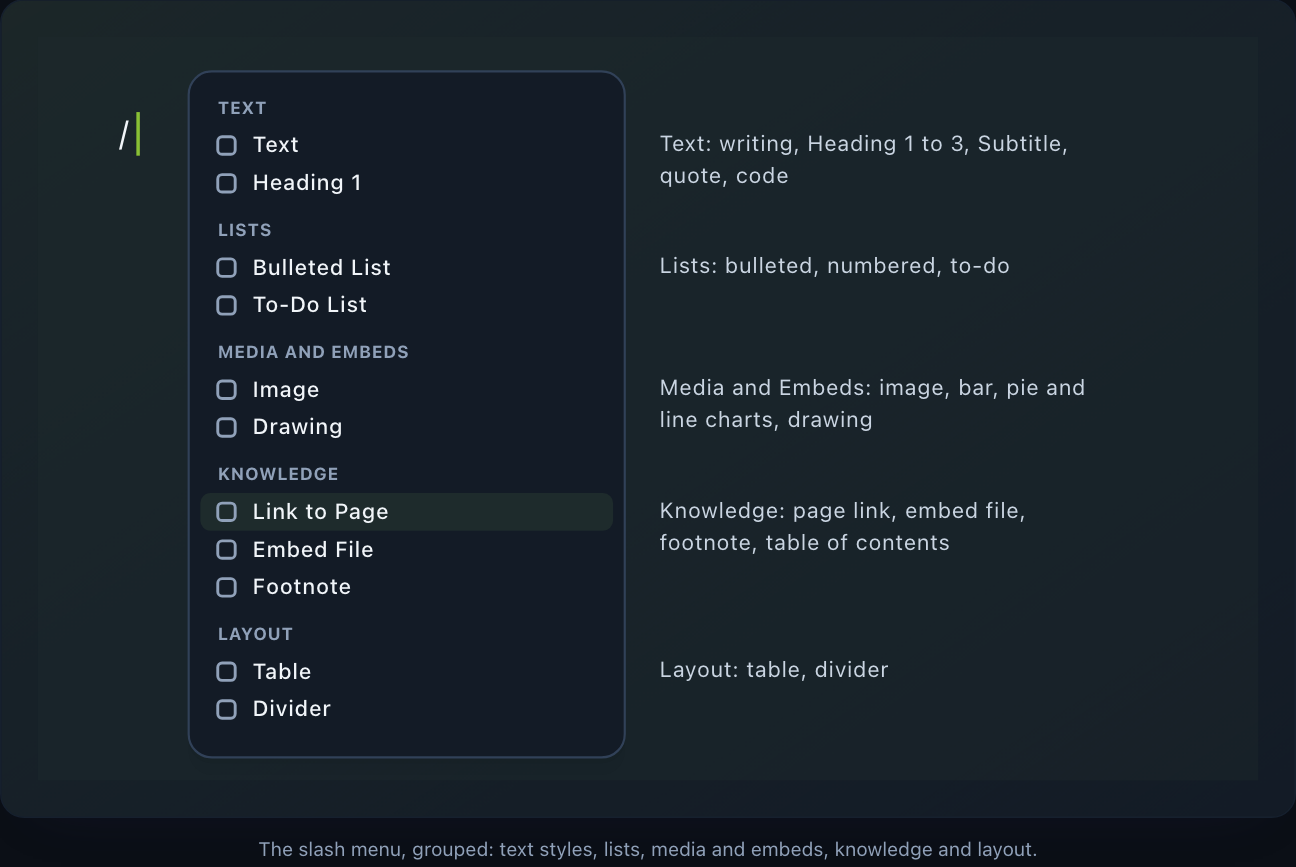 /
TEXT
Text
Heading 1
Text: writing, Heading 1 to 3, Subtitle,
quote, code
LISTS
Bulleted List
To-Do List
Lists: bulleted, numbered, to-do
MEDIA AND EMBEDS
Image
Drawing
Media and Embeds: image, bar, pie and
line charts, drawing
KNOWLEDGE
Link to Page
Embed File
Footnote
Knowledge: page link, embed file,
footnote, table of contents
LAYOUT
Table
Divider
Layout: table, divider
The slash menu, grouped: text styles, lists, media and embeds, knowledge and layout.